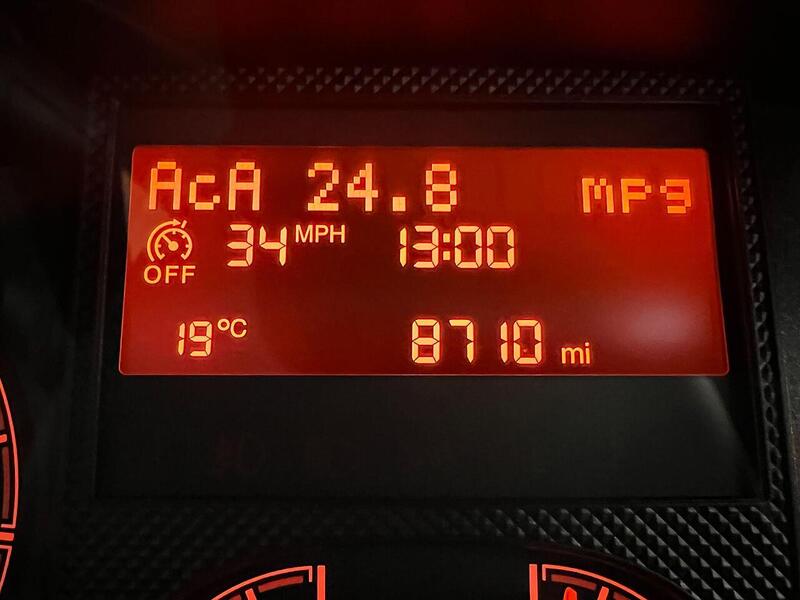 AcA 24.8 mpg
34 MPH 13:00
OFF
19 °C 8710 mi